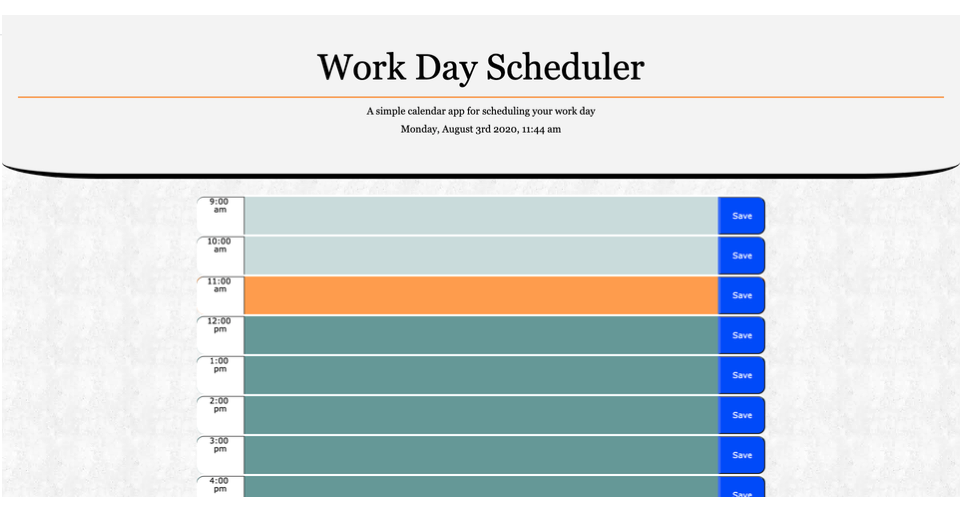 Work Day Scheduler
A simple calendar app for scheduling your work day
Monday, August 3rd 2020, 11:44 am
9:00
am
Save
10:00
am
Save
11:00
am
Save
12:00
pm
Save
1:00
pm
Save
2:00
pm
Save
3:00
pm
Save
4:00
pm
Save